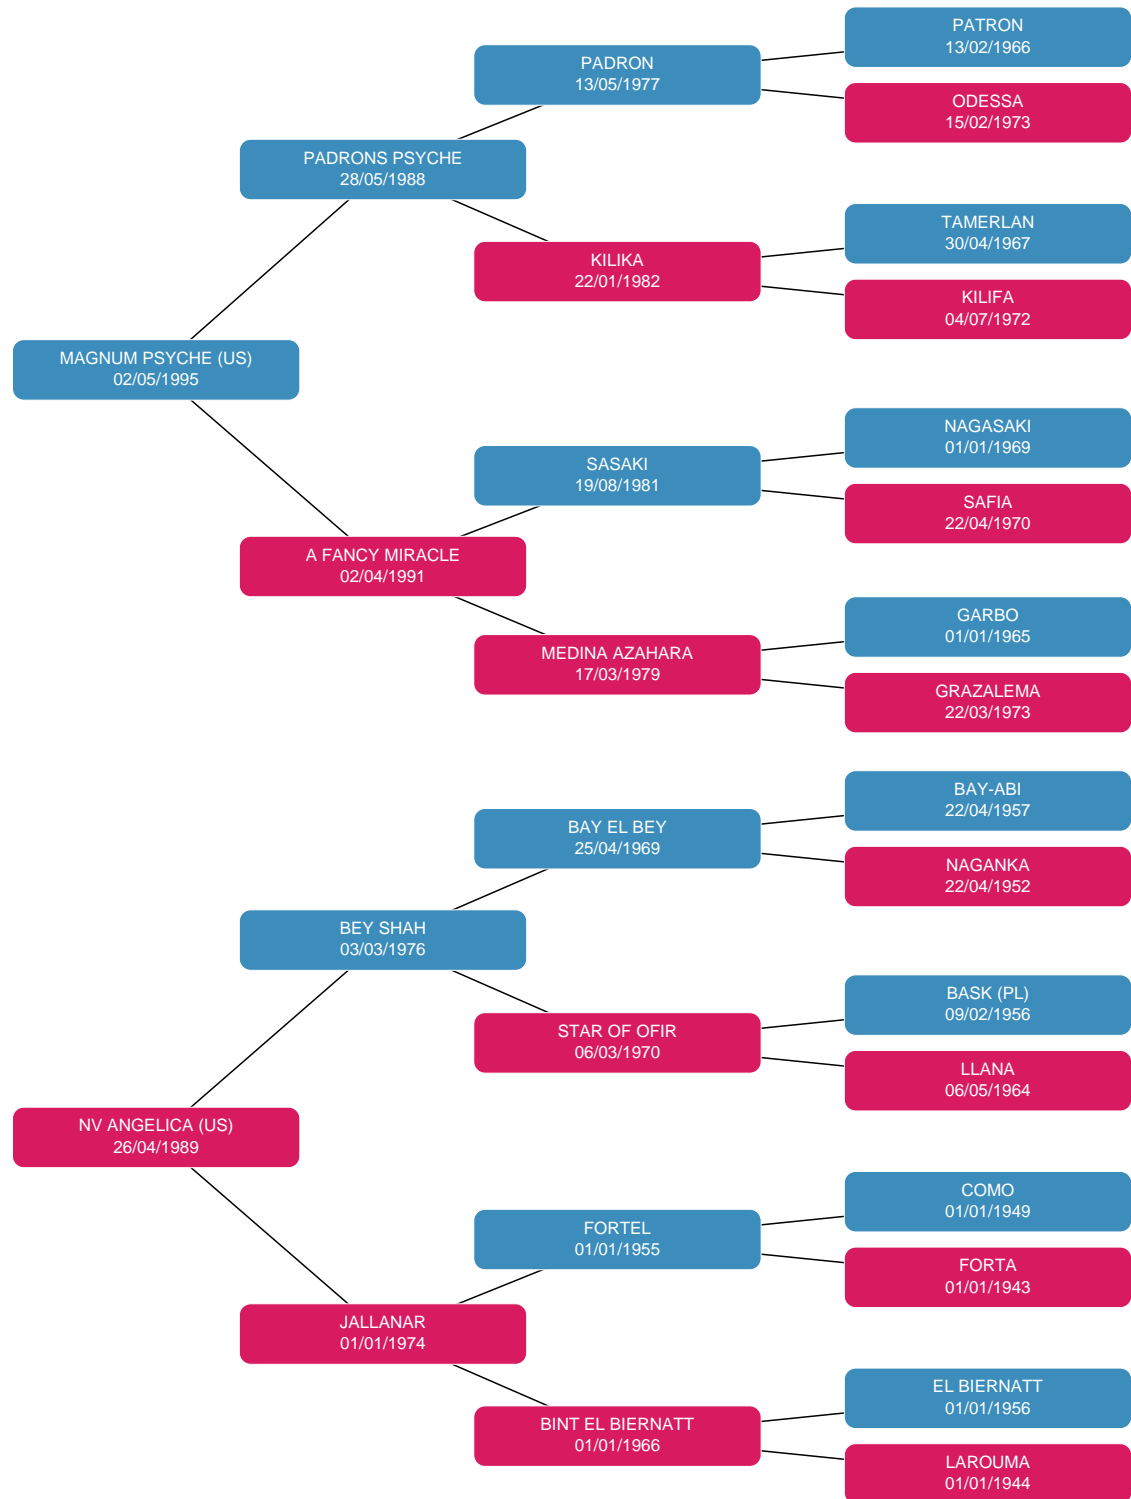 PATRON
13/02/1966
PADRON
13/05/1977
ODESSA
15/02/1973
PADRONS PSYCHE
28/05/1988
TAMERLAN
30/04/1967
KILIKA
22/01/1982
KILIFA
04/07/1972
MAGNUM PSYCHE (US)
02/05/1995
NAGASAKI
01/01/1969
SASAKI
19/08/1981
SAFIA
22/04/1970
A FANCY MIRACLE
02/04/1991
GARBO
01/01/1965
MEDINA AZAHARA
17/03/1979
GRAZALEMA
22/03/1973
BAY-ABI
22/04/1957
BAY EL BEY
25/04/1969
NAGANKA
22/04/1952
BEY SHAH
03/03/1976
BASK (PL)
09/02/1956
STAR OF OFIR
06/03/1970
LLANA
06/05/1964
NV ANGELICA (US)
26/04/1989
COMO
01/01/1949
FORTEL
01/01/1955
FORTA
01/01/1943
JALLANAR
01/01/1974
EL BIERNATT
01/01/1956
BINT EL BIERNATT
01/01/1966
LAROUMA
01/01/1944